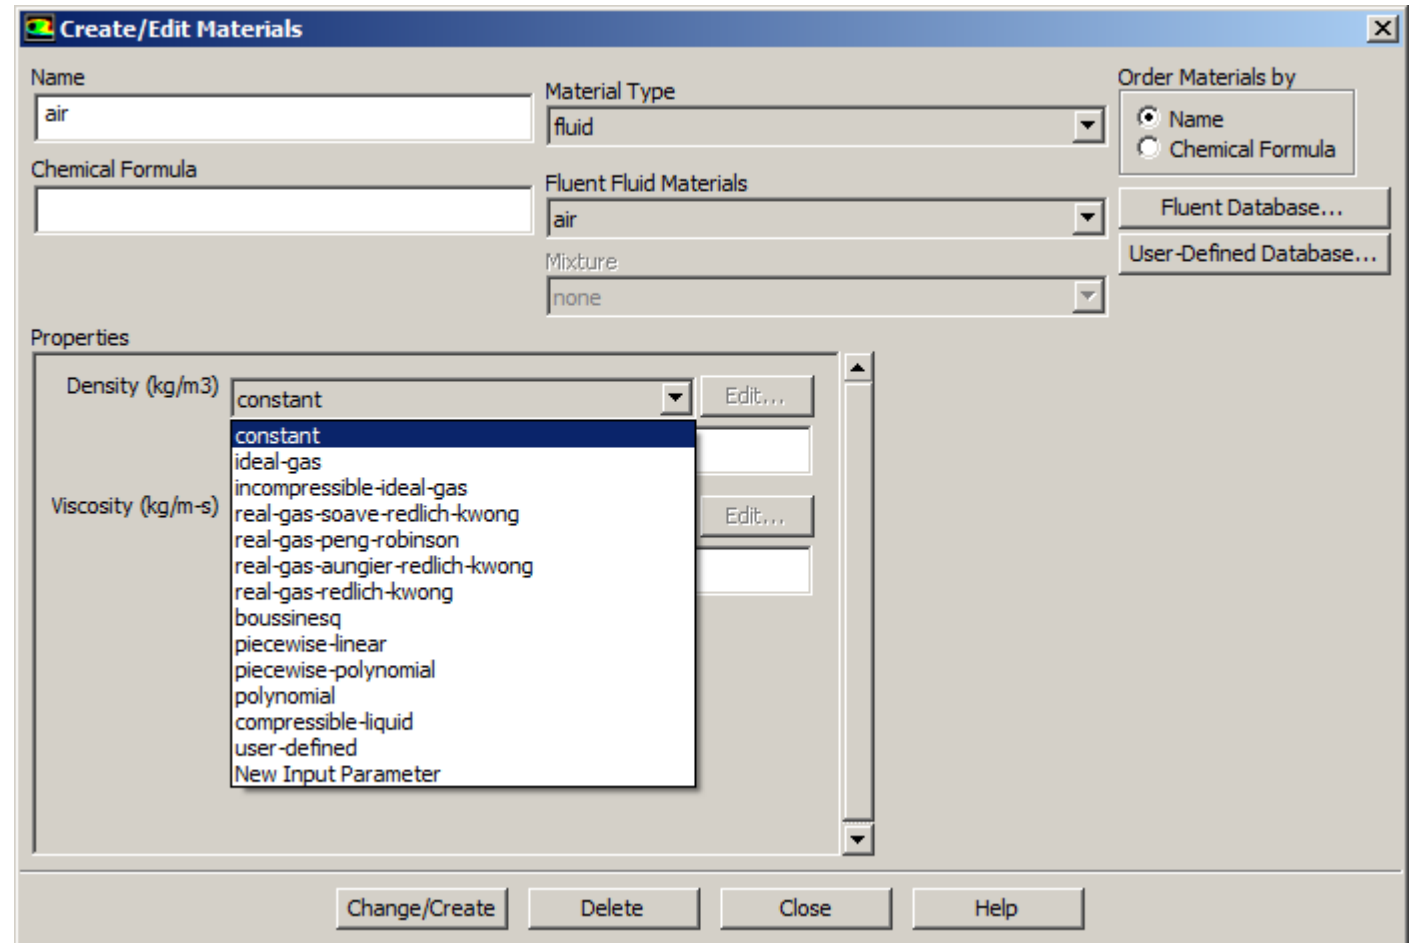 Create/Edit Materials
Name
air
Chemical Formula
Material Type
fluid
Fluent Fluid Materials
air
Mixture
none
Order Materials by
Name
Chemical Formula
Fluent Database...
User-Defined Database...
Properties
Density (kg/m3)
constant
Edit...
constant
ideal-gas
incompressible-ideal-gas
real-gas-soave-redlich-kwong
real-gas-peng-robinson
real-gas-aungier-redlich-kwong
real-gas-redlich-kwong
boussinesq
piecewise-linear
piecewise-polynomial
polynomial
compressible-liquid
user-defined
New Input Parameter
Viscosity (kg/m-s)
Edit...
Change/Create
Delete
Close
Help